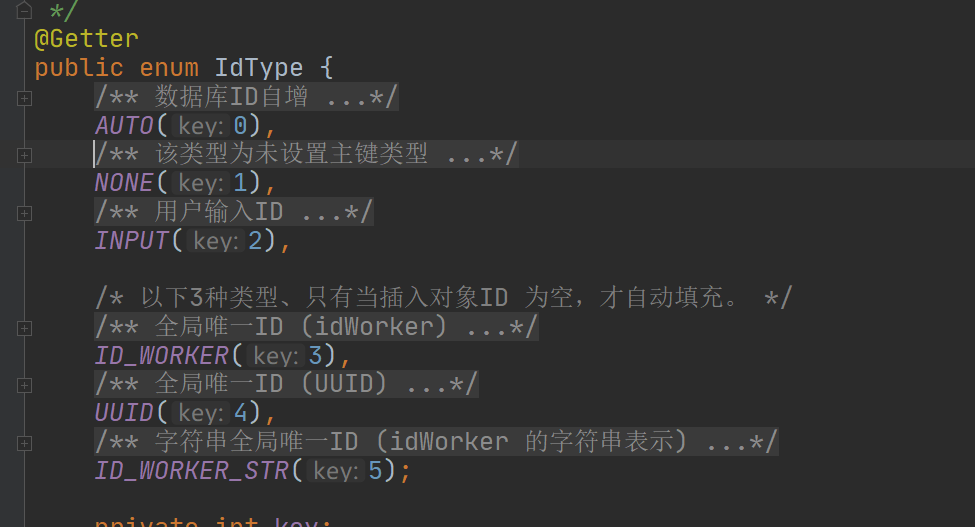 */
@Getter
public enum IdType {
/** 数据库ID自增 ...*/
AUTO( key: 0),
/** 该类型为未设置主键类型 ...*/
NONE( key: 1),
/** 用户输入ID ...*/
INPUT( key: 2),
/* 以下3种类型、只有当插入对象ID 为空，才自动填充。 */
/** 全局唯一ID (idWorker) ...*/
ID_WORKER( key: 3),
/** 全局唯一ID (UUID) ...*/
UUID( key: 4),
/** 字符串全局唯一ID (idWorker 的字符串表示) ...*/
ID_WORKER_STR( key: 5);
private int key;